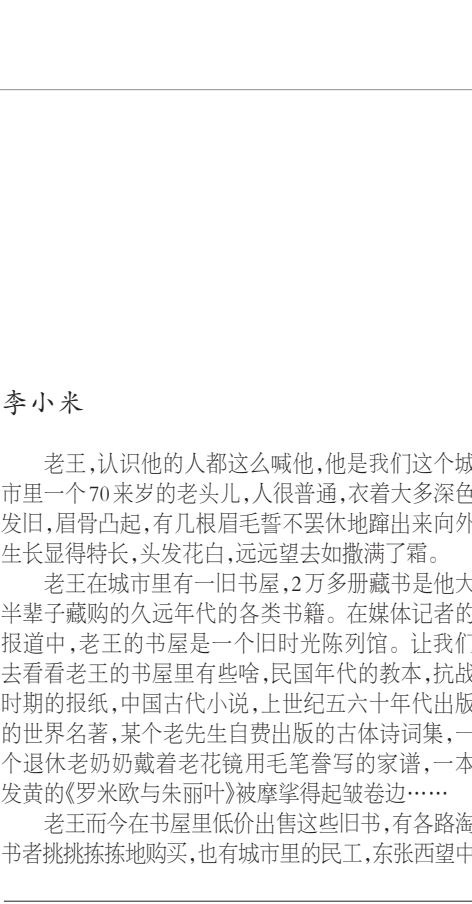 李小米
老王,认识他的人都这么喊他,他是我们这个城
市里一个70来岁的老头儿,人很普通,衣着大多深色
发旧,眉骨凸起,有几根眉毛誓不罢休地蹿出来向外
生长显得特长,头发花白,远远望去如撒满了霜。
老王在城市里有一旧书屋,2万多册藏书是他大
半辈子藏购的久远年代的各类书籍。在媒体记者的
报道中,老王的书屋是一个旧时光陈列馆。让我们
去看看老王的书屋里有些啥,民国年代的教本,抗战
时期的报纸,中国古代小说,上世纪五六十年代出版
的世界名著,某个老先生自费出版的古体诗词集,一
个退休老奶奶戴着老花镜用毛笔誊写的家谱,一本
发黄的《罗米欧与朱丽叶》被摩挲得起皱卷边……
老王而今在书屋里低价出售这些旧书,有各路淘
书者挑挑拣拣地购买,也有城市里的民工,东张西望中